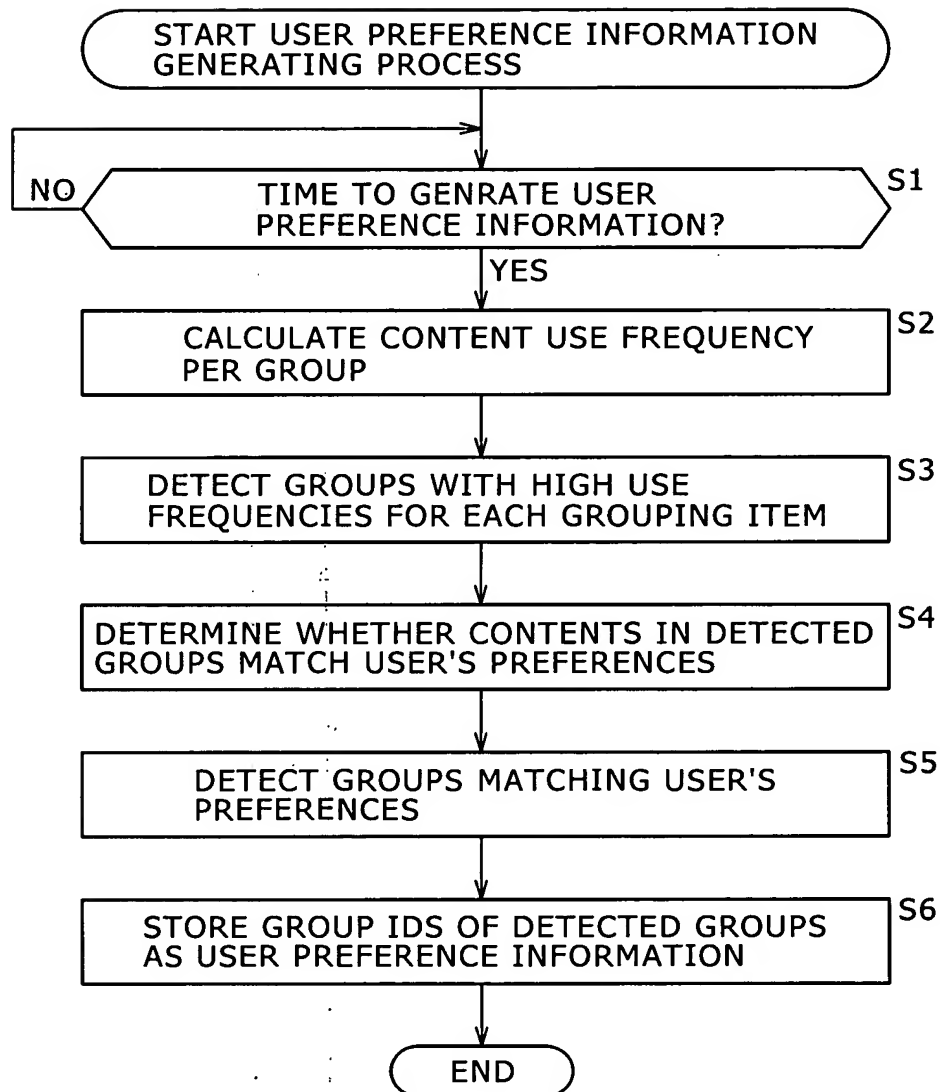 START USER PREFERENCE INFORMATION
GENERATING PROCESS
NO
TIME TO GENRATE USER
PREFERENCE INFORMATION?
S1
YES
CALCULATE CONTENT USE FREQUENCY
PER GROUP
S2
DETECT GROUPS WITH HIGH USE
FREQUENCIES FOR EACH GROUPING ITEM
S3
DETERMINE WHETHER CONTENTS IN DETECTED
GROUPS MATCH USER'S PREFERENCES
S4
DETECT GROUPS MATCHING USER'S
PREFERENCES
S5
STORE GROUP IDS OF DETECTED GROUPS
AS USER PREFERENCE INFORMATION
S6
END